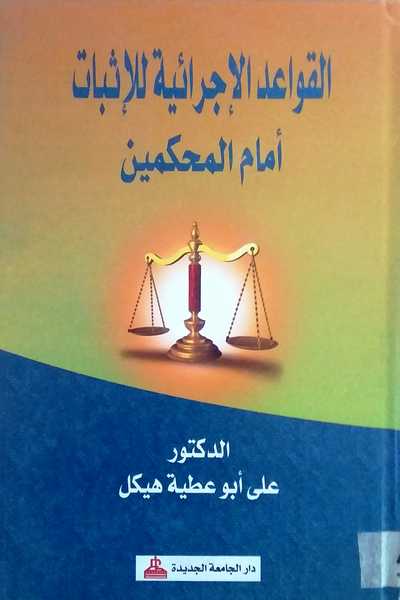 القواعد الإجرائية للإثبات
أمام المحكمين
الدكتور
على أبو عطية هيكل
دار الجامعة الجديدة